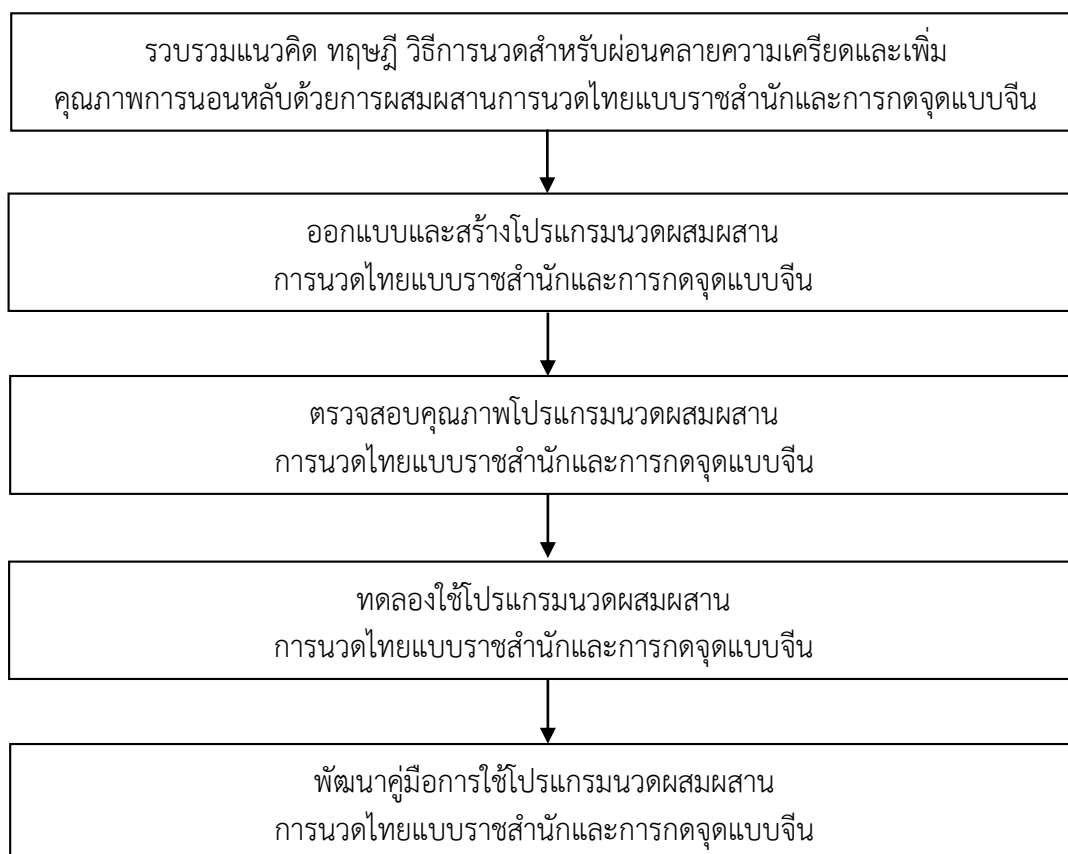 รวบรวมแนวคิด ทฤษฎี วิธีการนวดสำหรับผ่อนคลายความเครียดและเพิ่ม
คุณภาพการนอนหลับด้วยการผสมผสานการนวดไทยแบบราชสำนักและการกดจุดแบบจีน
ออกแบบและสร้างโปรแกรมนวดผสมผสาน
การนวดไทยแบบราชสำนักและการกดจุดแบบจีน
ตรวจสอบคุณภาพโปรแกรมนวดผสมผสาน
การนวดไทยแบบราชสำนักและการกดจุดแบบจีน
ทดลองใช้โปรแกรมนวดผสมผสาน
การนวดไทยแบบราชสำนักและการกดจุดแบบจีน
พัฒนาคู่มือการใช้โปรแกรมนวดผสมผสาน
การนวดไทยแบบราชสำนักและการกดจุดแบบจีน